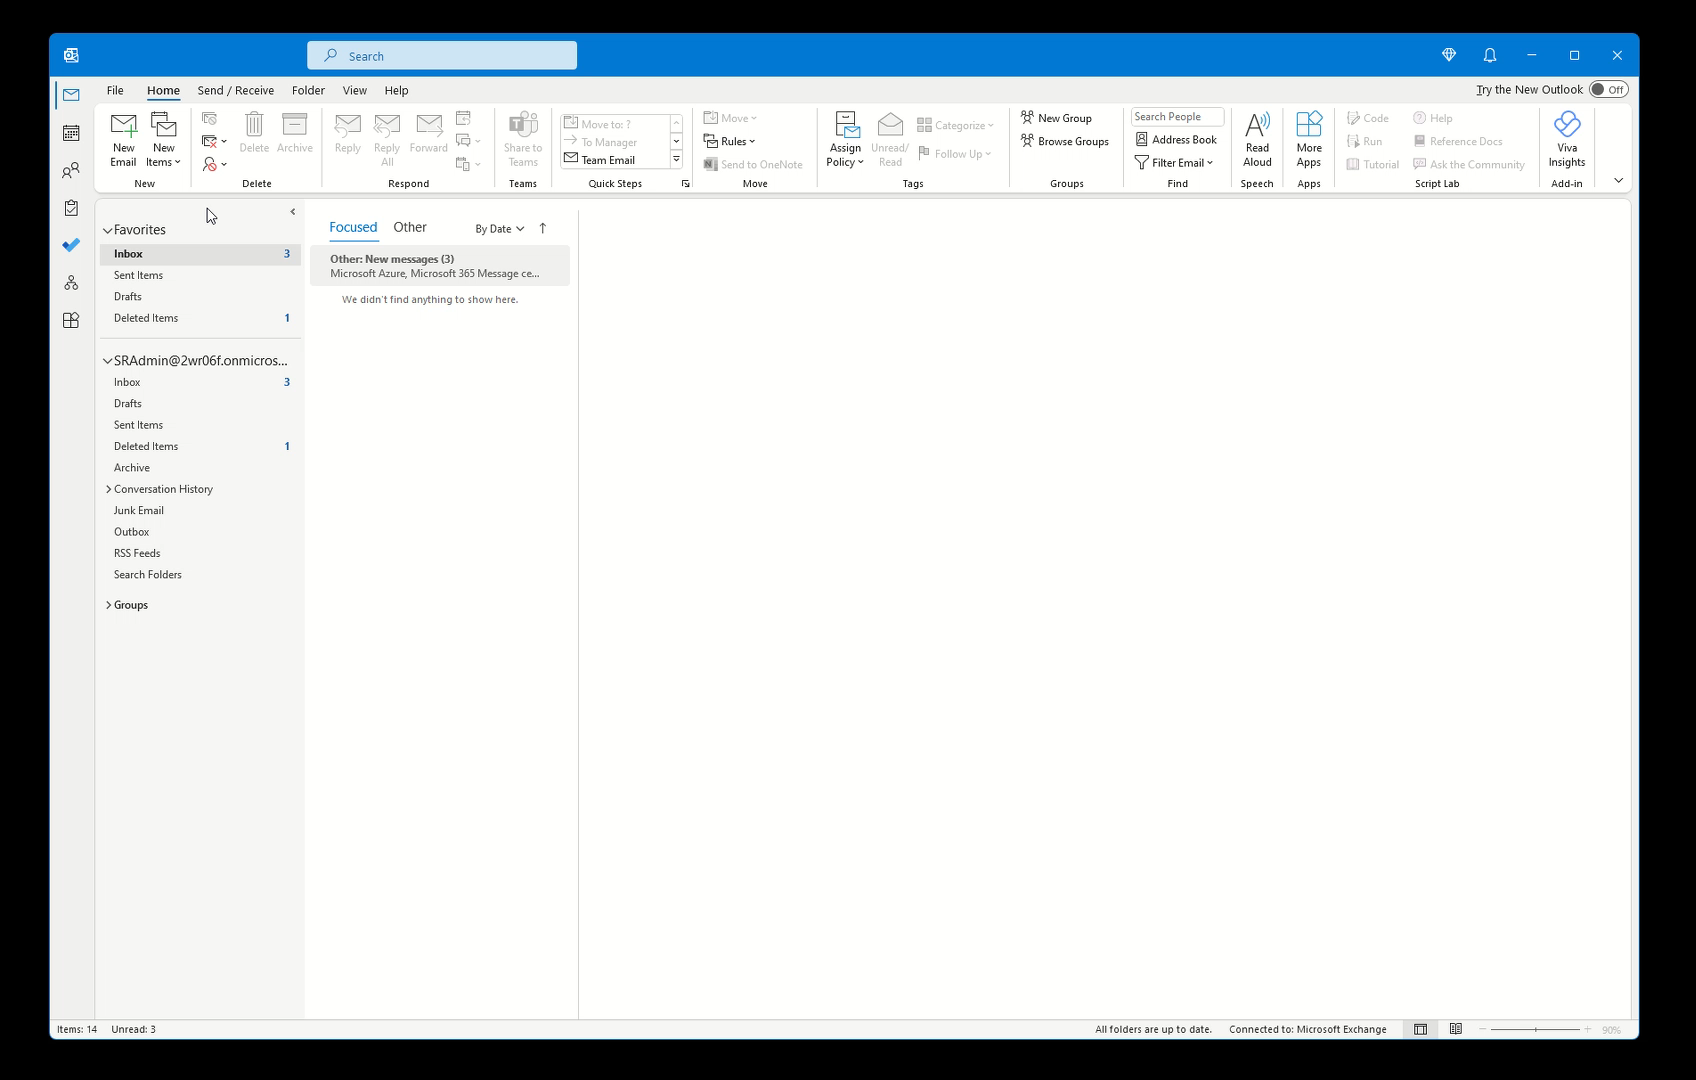 Search
File Home Send / Receive Folder View Help Try the New Outlook Off
New Email
New Items
New
Delete
Archive
Delete
Reply
Reply All
Forward
Respond
Share to Teams
Teams
Move to: ?
To Manager
Team Email
Quick Steps
Move
Rules
Send to OneNote
Move
Assign Policy
Unread/ Read
Categorize
Follow Up
Tags
New Group
Browse Groups
Groups
Search People
Address Book
Filter Email
Find
Read Aloud
Speech
More Apps
Apps
Code
Run
Tutorial
Help
Reference Docs
Ask the Community
Script Lab
Viva Insights
Add-in
Favorites
Inbox 3
Sent Items
Drafts
Deleted Items 1
SRAdmin@2wr06f.onmicros...
Inbox 3
Drafts
Sent Items
Deleted Items 1
Archive
Conversation History
Junk Email
Outbox
RSS Feeds
Search Folders
Groups
Focused Other By Date
Other: New messages (3)
Microsoft Azure, Microsoft 365 Message ce...
We didn't find anything to show here.
Items: 14 Unread: 3 All folders are up to date. Connected to: Microsoft Exchange 90%